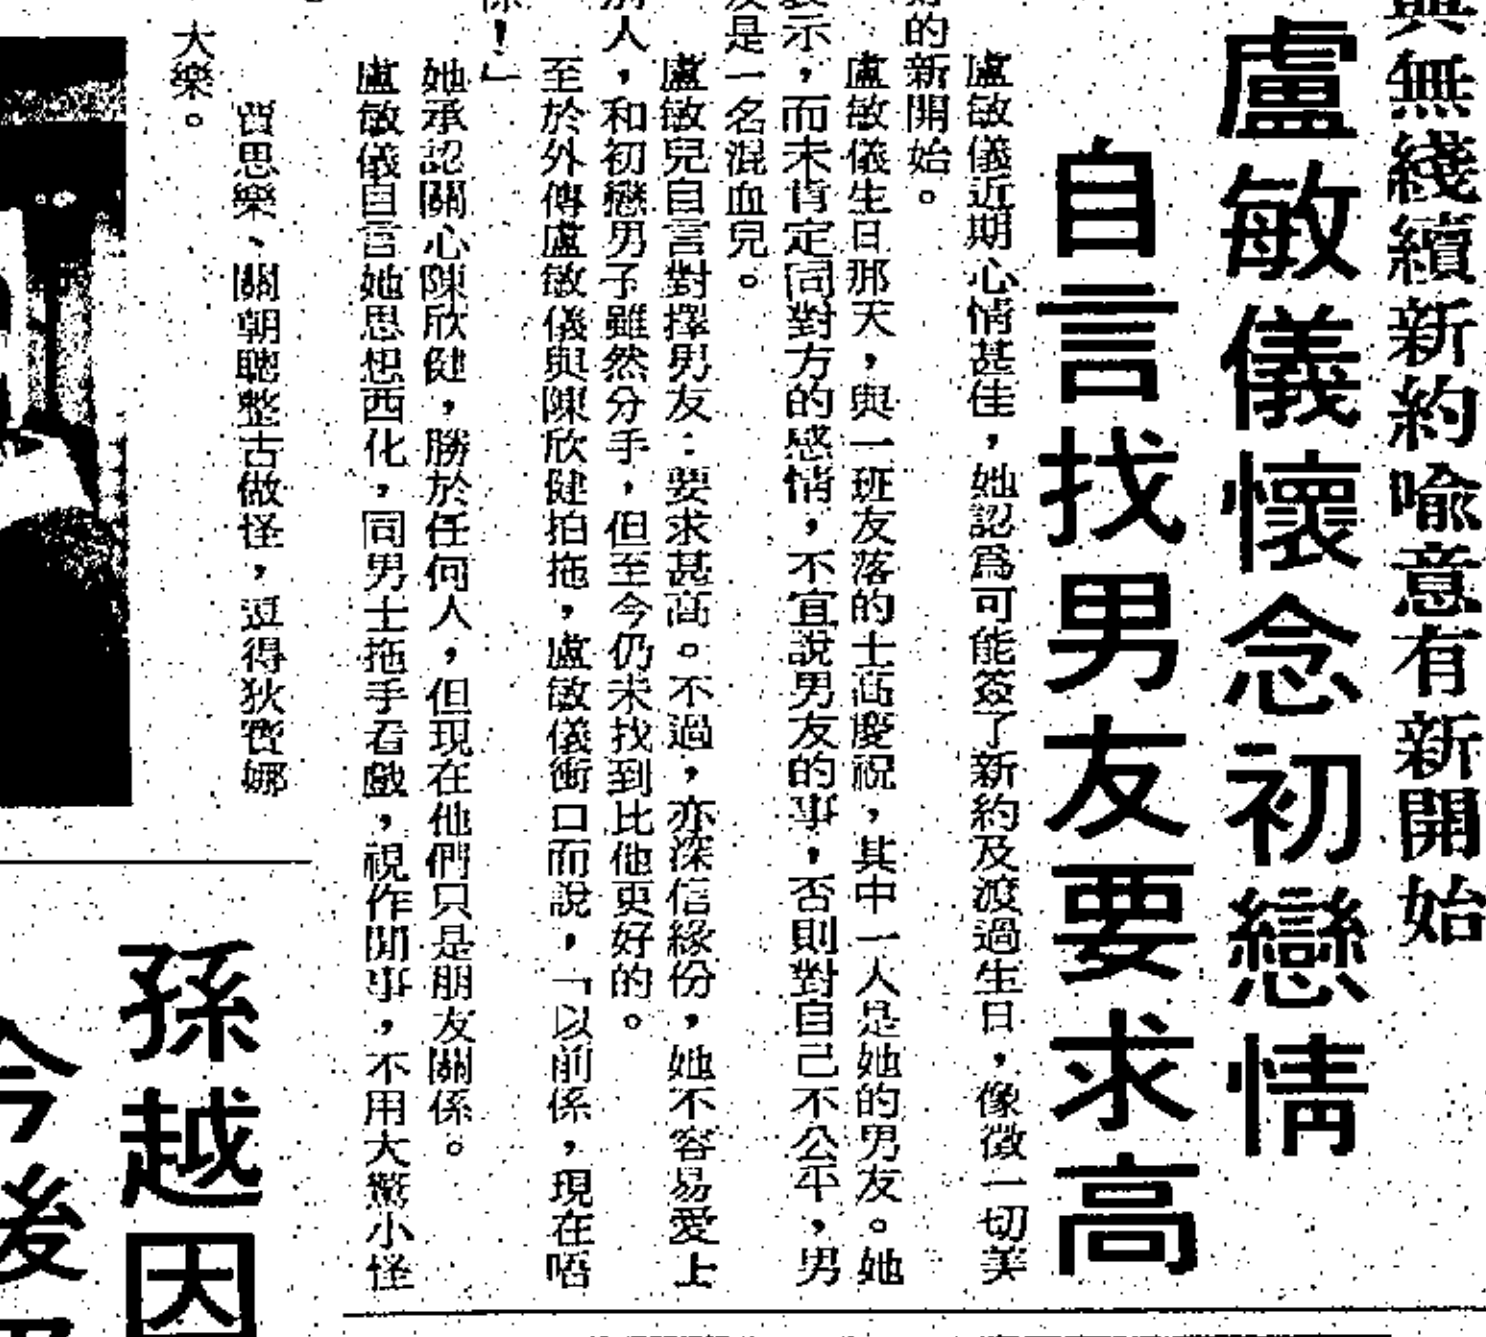 與無綫續新約喻意有新開始
盧敏儀懷念初戀情
自言找男友要求高
盧敏儀近期心情甚佳，她認爲可能簽了新約及渡過生日，像徵一切美
好的新開始。
盧敏儀生日那天，與一班友落的士高慶祝，其中一人是她的男友。她
表示，而未肯定同對方的感情，不宜說男友的事，否則對自己不公平，男
友是一名混血兒。
盧敏兒自言對擇男友：要求甚高。不過，亦深信緣份，她不容易愛上
別人，和初戀男子雖然分手，但至今仍未找到比他更好的。
至於外傳盧敏儀與陳欣健拍拖，盧敏儀衝口而說，「以前係，現在唔
係！」
她承認關心陳欣健，勝於任何人，但現在他們只是朋友關係。
盧敏儀自言她思想西化，同男士拖手看戲，視作閒事，不用大驚小怪
賈思樂、關朝聰整古做怪，逗得狄寶娜
大樂。
孫越因
今後